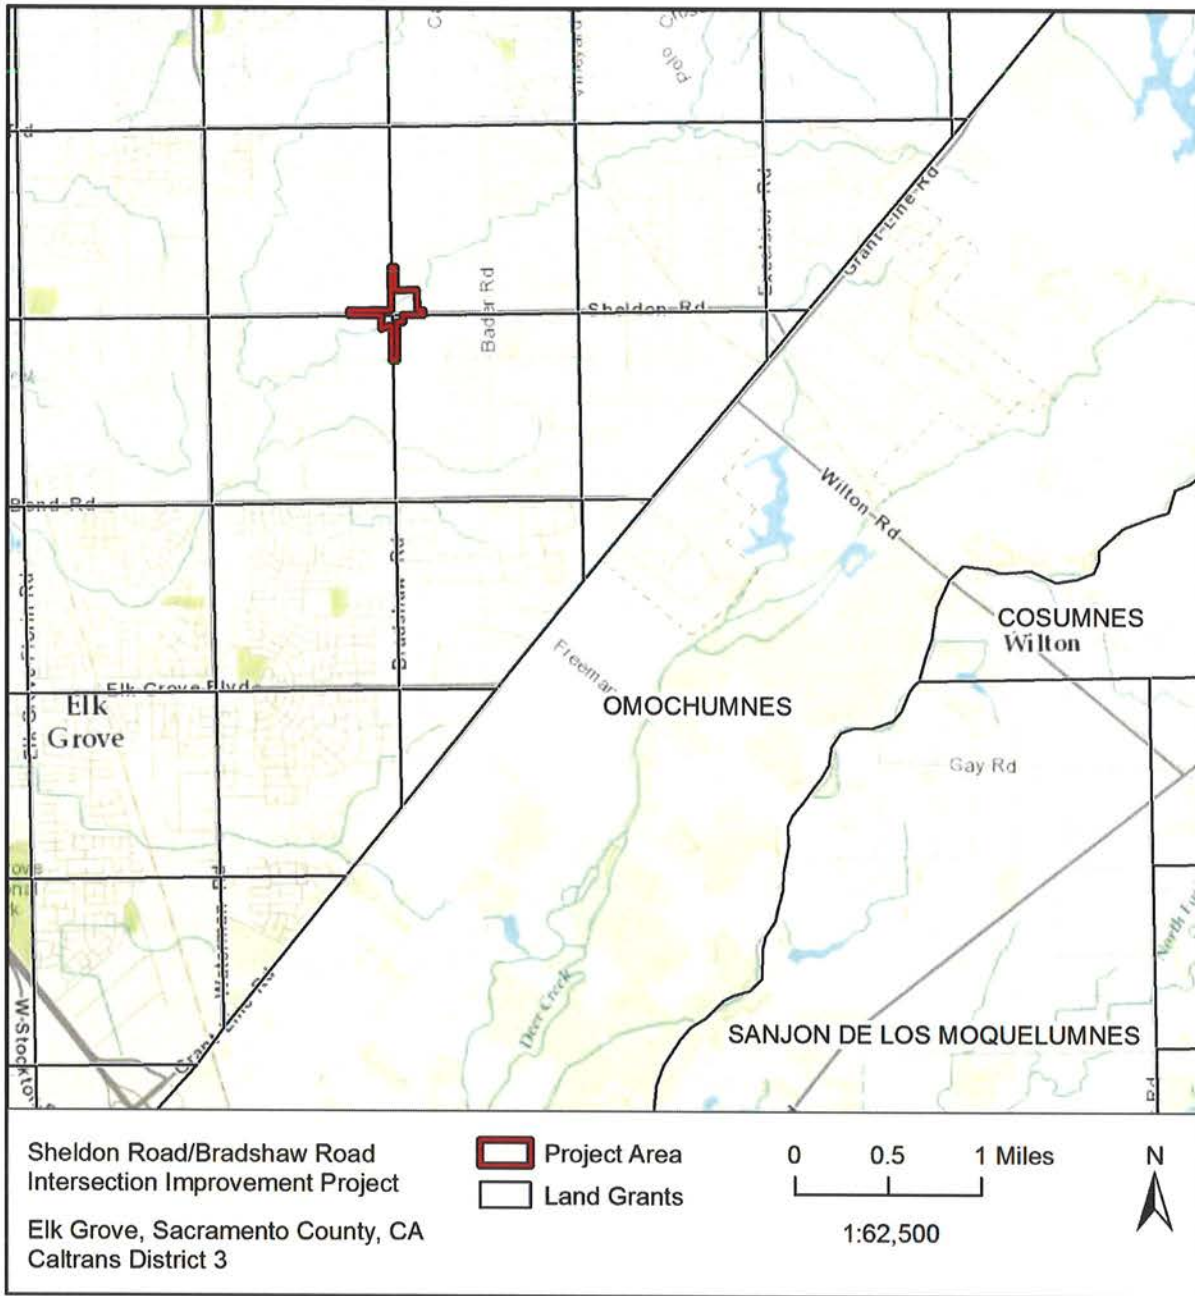 Vineyard
Polo
Excelsior Rd
Grant-Line-Rd
Bader Rd
Sheldon-Rd
Wilton-Rd
Bond-Rd
Bradshaw Rd
COSUMNES
Wilton
Elk-Grove-Blvd
Elk
Grove
OMOCHUMNES
Gay Rd
Deer Creek
SANJON DE LOS MOQUELUMNES
Grant Line Rd
Rd
Sheldon Road/Bradshaw Road
Intersection Improvement Project
Elk Grove, Sacramento County, CA
Caltrans District 3
Project Area
Land Grants
0 0.5 1 Miles
1:62,500
N